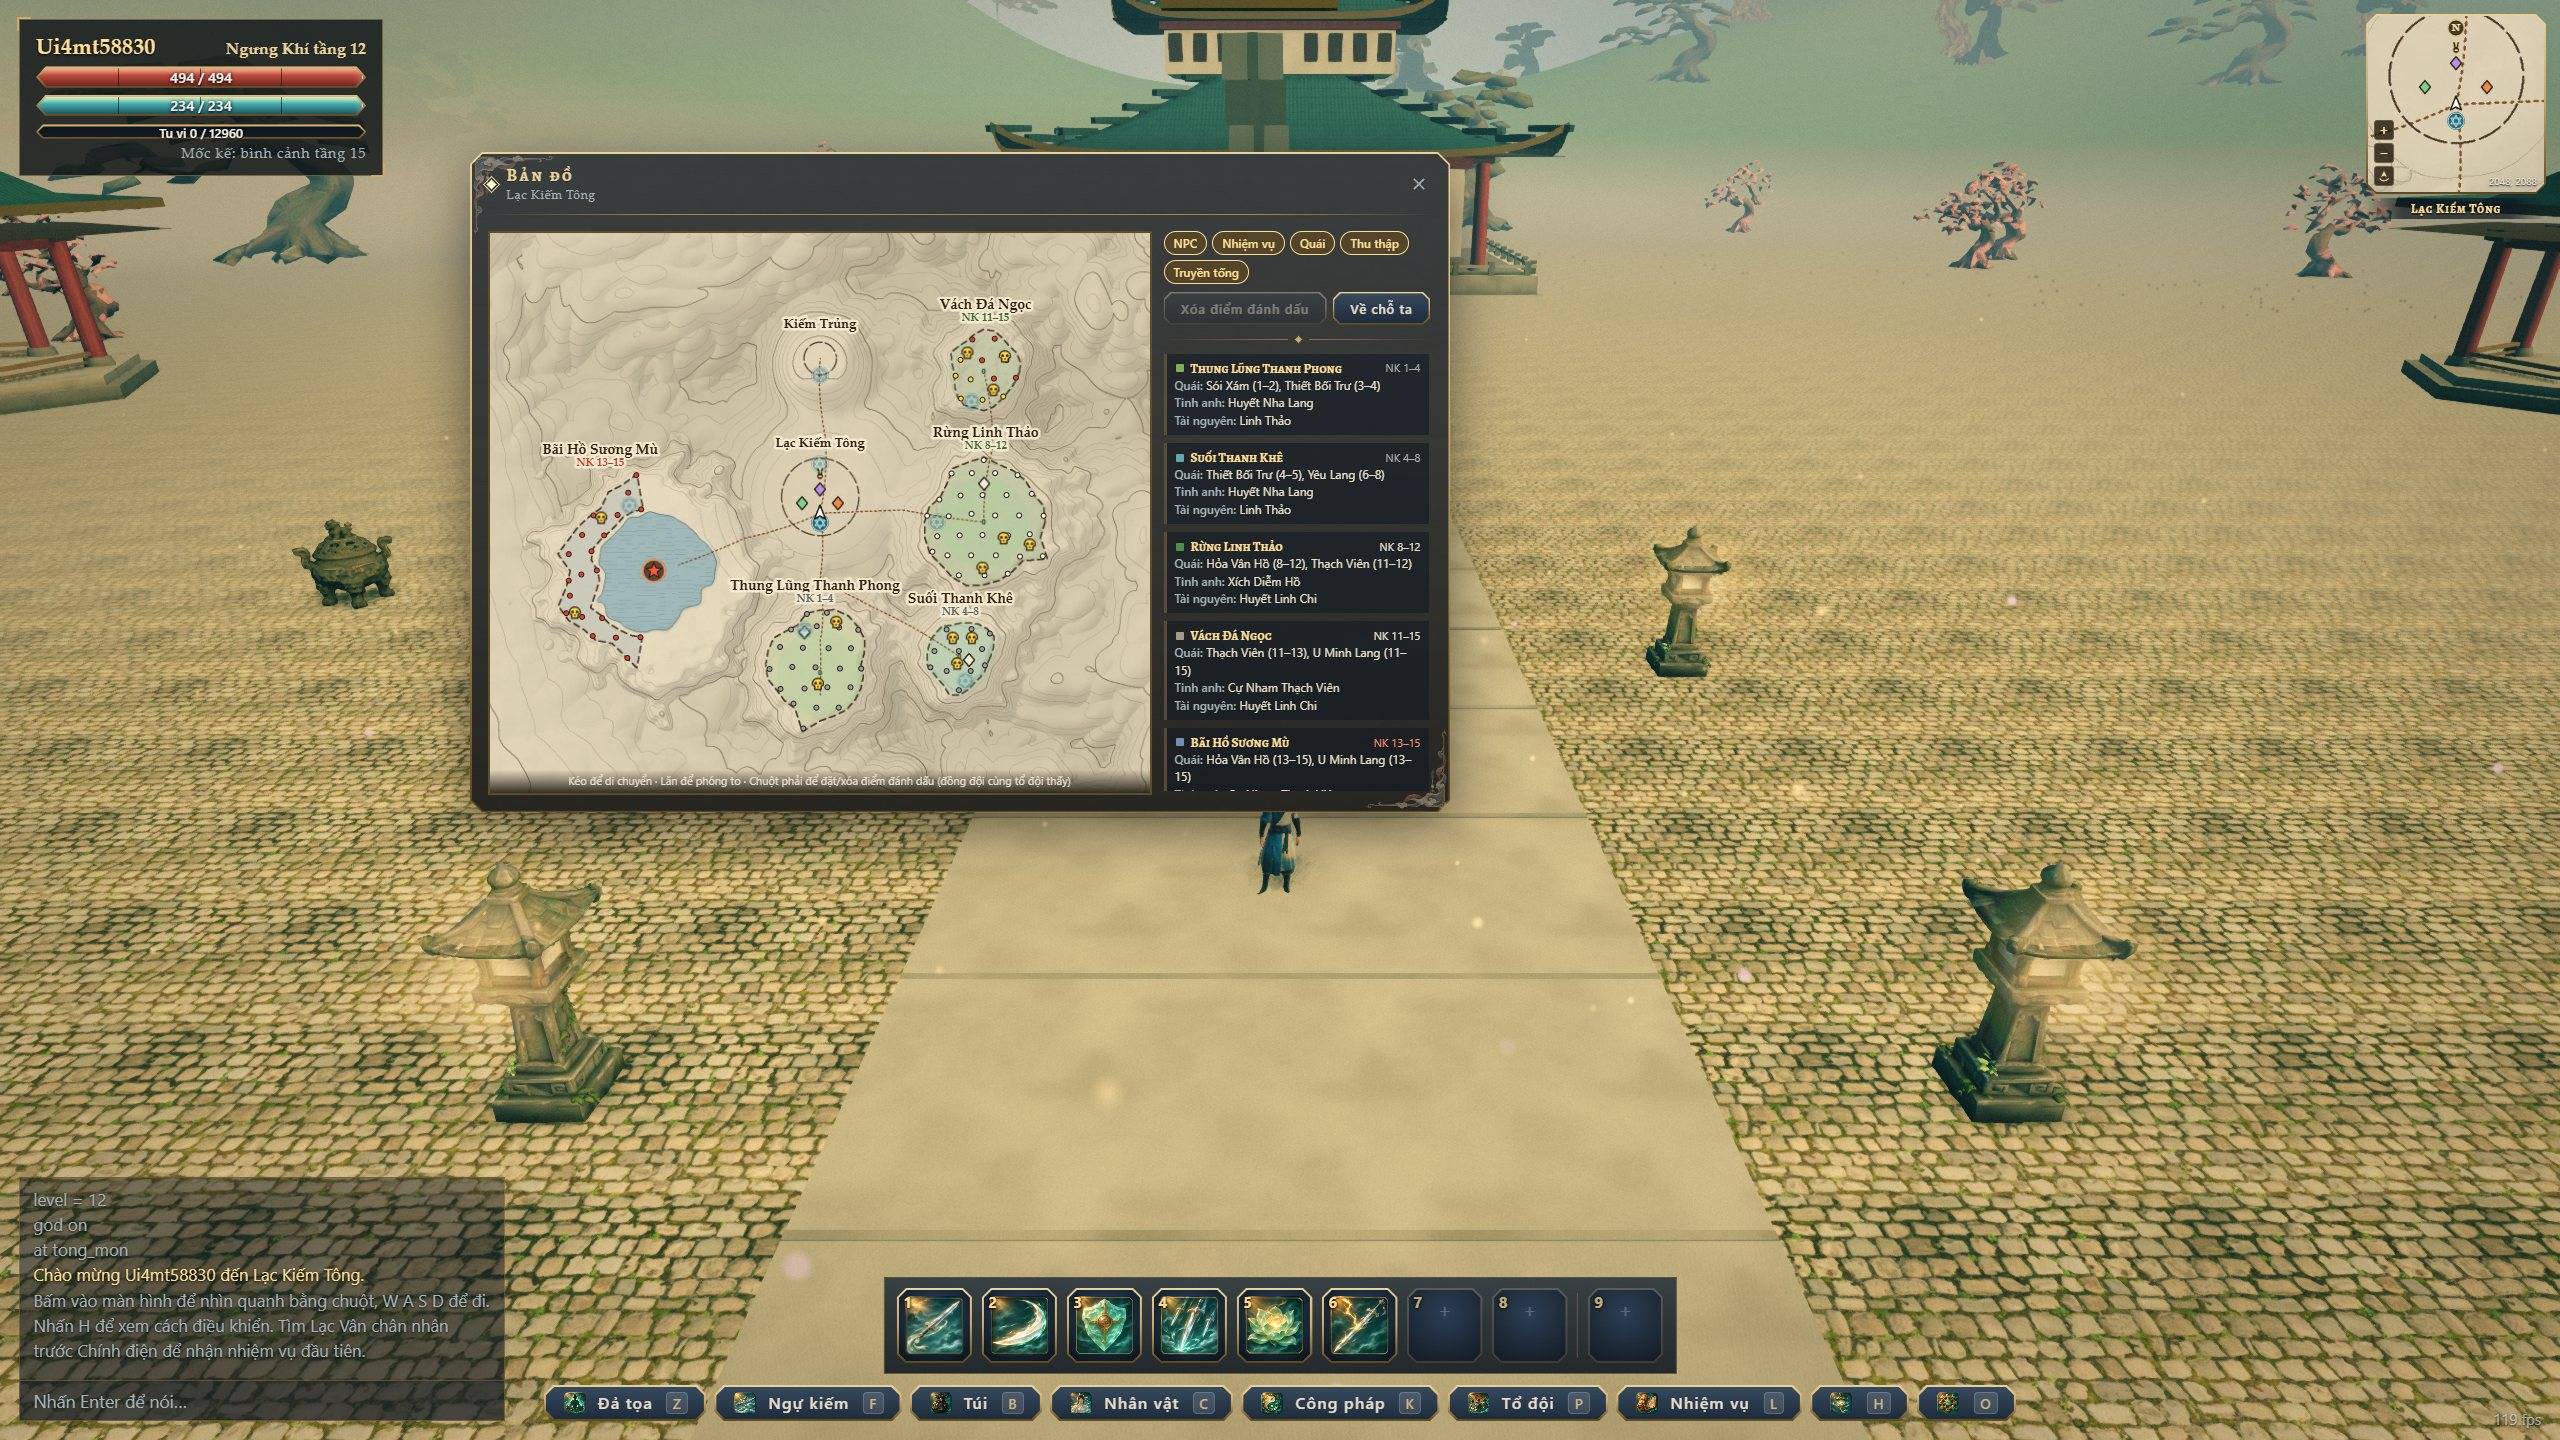 Ui4mt58830
Ngưng Khí tầng 12
494 / 494
234 / 234
Tu vi 0 / 12960
Mốc kế: bình cảnh tầng 15
N
+
−
2048, 2088
Lạc Kiếm Tông
Bản đồ
Lạc Kiếm Tông
×
Vách Đá Ngọc
NK 11–15
Kiếm Trủng
Rừng Linh Thảo
NK 8–12
Lạc Kiếm Tông
Bãi Hồ Sương Mù
NK 13–15
Thung Lũng Thanh Phong
NK 1–4
Suối Thanh Khê
NK 4–8
Kéo để di chuyển · Lăn để phóng to · Chuột phải để đặt/xóa điểm đánh dấu (đồng đội cùng tổ đội thấy)
NPC
Nhiệm vụ
Quái
Thu thập
Truyền tống
Xóa điểm đánh dấu
Về chỗ ta
Thung Lũng Thanh Phong NK 1–4
Quái: Sói Xám (1–2), Thiết Bối Trư (3–4)
Tinh anh: Huyết Nha Lang
Tài nguyên: Linh Thảo
Suối Thanh Khê NK 4–8
Quái: Thiết Bối Trư (4–5), Yêu Lang (6–8)
Tinh anh: Huyết Nha Lang
Tài nguyên: Linh Thảo
Rừng Linh Thảo NK 8–12
Quái: Hỏa Vân Hồ (8–12), Thạch Viên (11–12)
Tinh anh: Xích Diễm Hồ
Tài nguyên: Huyết Linh Chi
Vách Đá Ngọc NK 11–15
Quái: Thạch Viên (11–13), U Minh Lang (11–
15)
Tinh anh: Cự Nham Thạch Viên
Tài nguyên: Huyết Linh Chi
Bãi Hồ Sương Mù NK 13–15
Quái: Hỏa Vân Hồ (13–15), U Minh Lang (13–
15)
level = 12
god on
at tong_mon
Chào mừng Ui4mt58830 đến Lạc Kiếm Tông.
Bấm vào màn hình để nhìn quanh bằng chuột, W A S D để đi.
Nhấn H để xem cách điều khiển. Tìm Lạc Vân chân nhân
trước Chính điện để nhận nhiệm vụ đầu tiên.
Nhấn Enter để nói...
1 2 3 4 5 6 7 8 9
Đả tọa Z
Ngự kiếm F
Túi B
Nhân vật C
Công pháp K
Tổ đội P
Nhiệm vụ L
H
O
119 fps